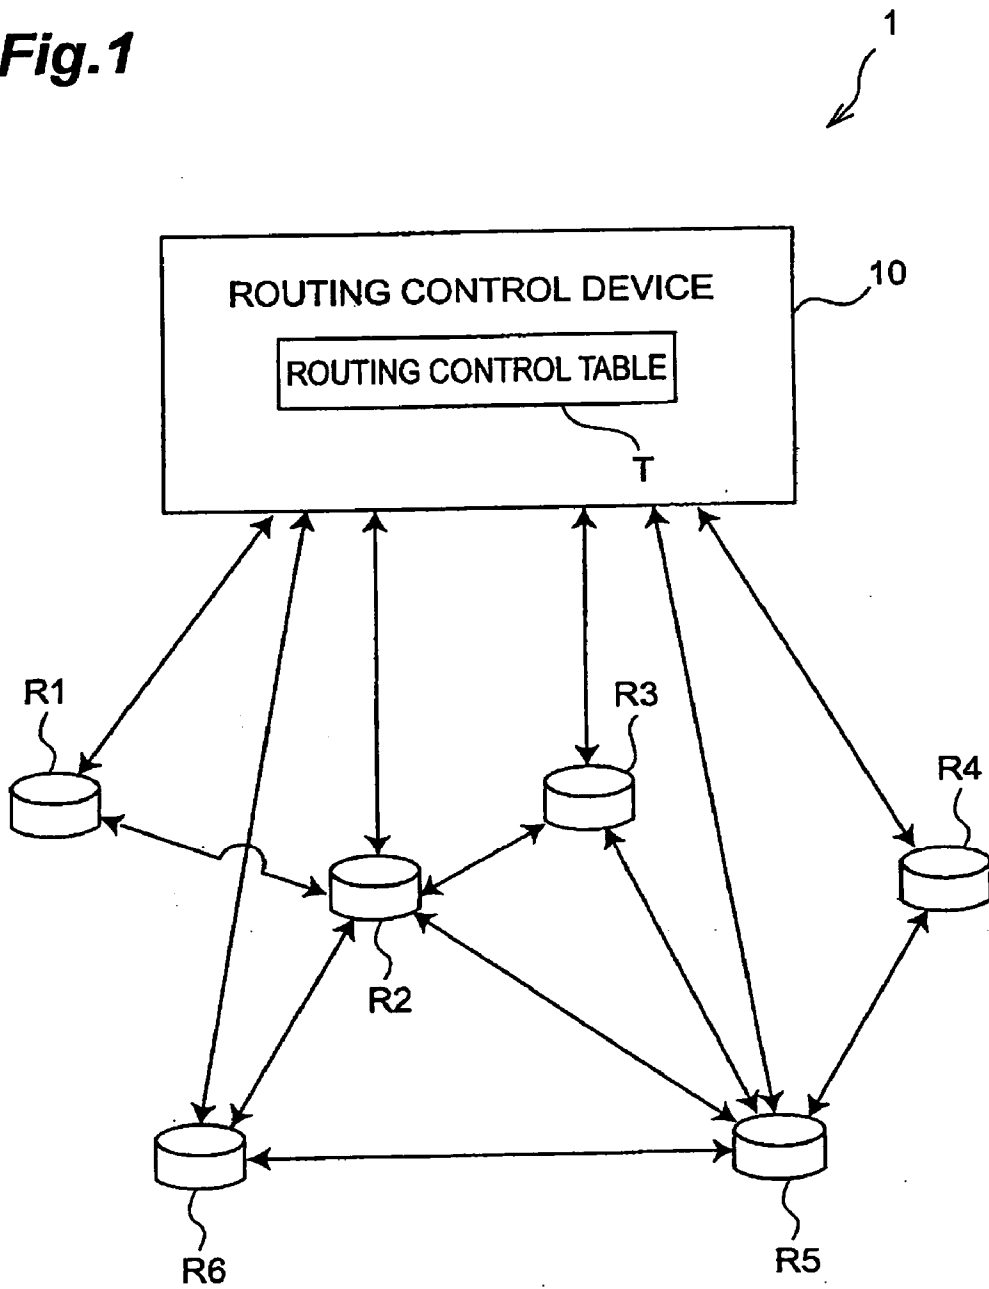 Fig.1
1
ROUTING CONTROL DEVICE
10
ROUTING CONTROL TABLE
T
R1
R3
R4
R2
R6
R5